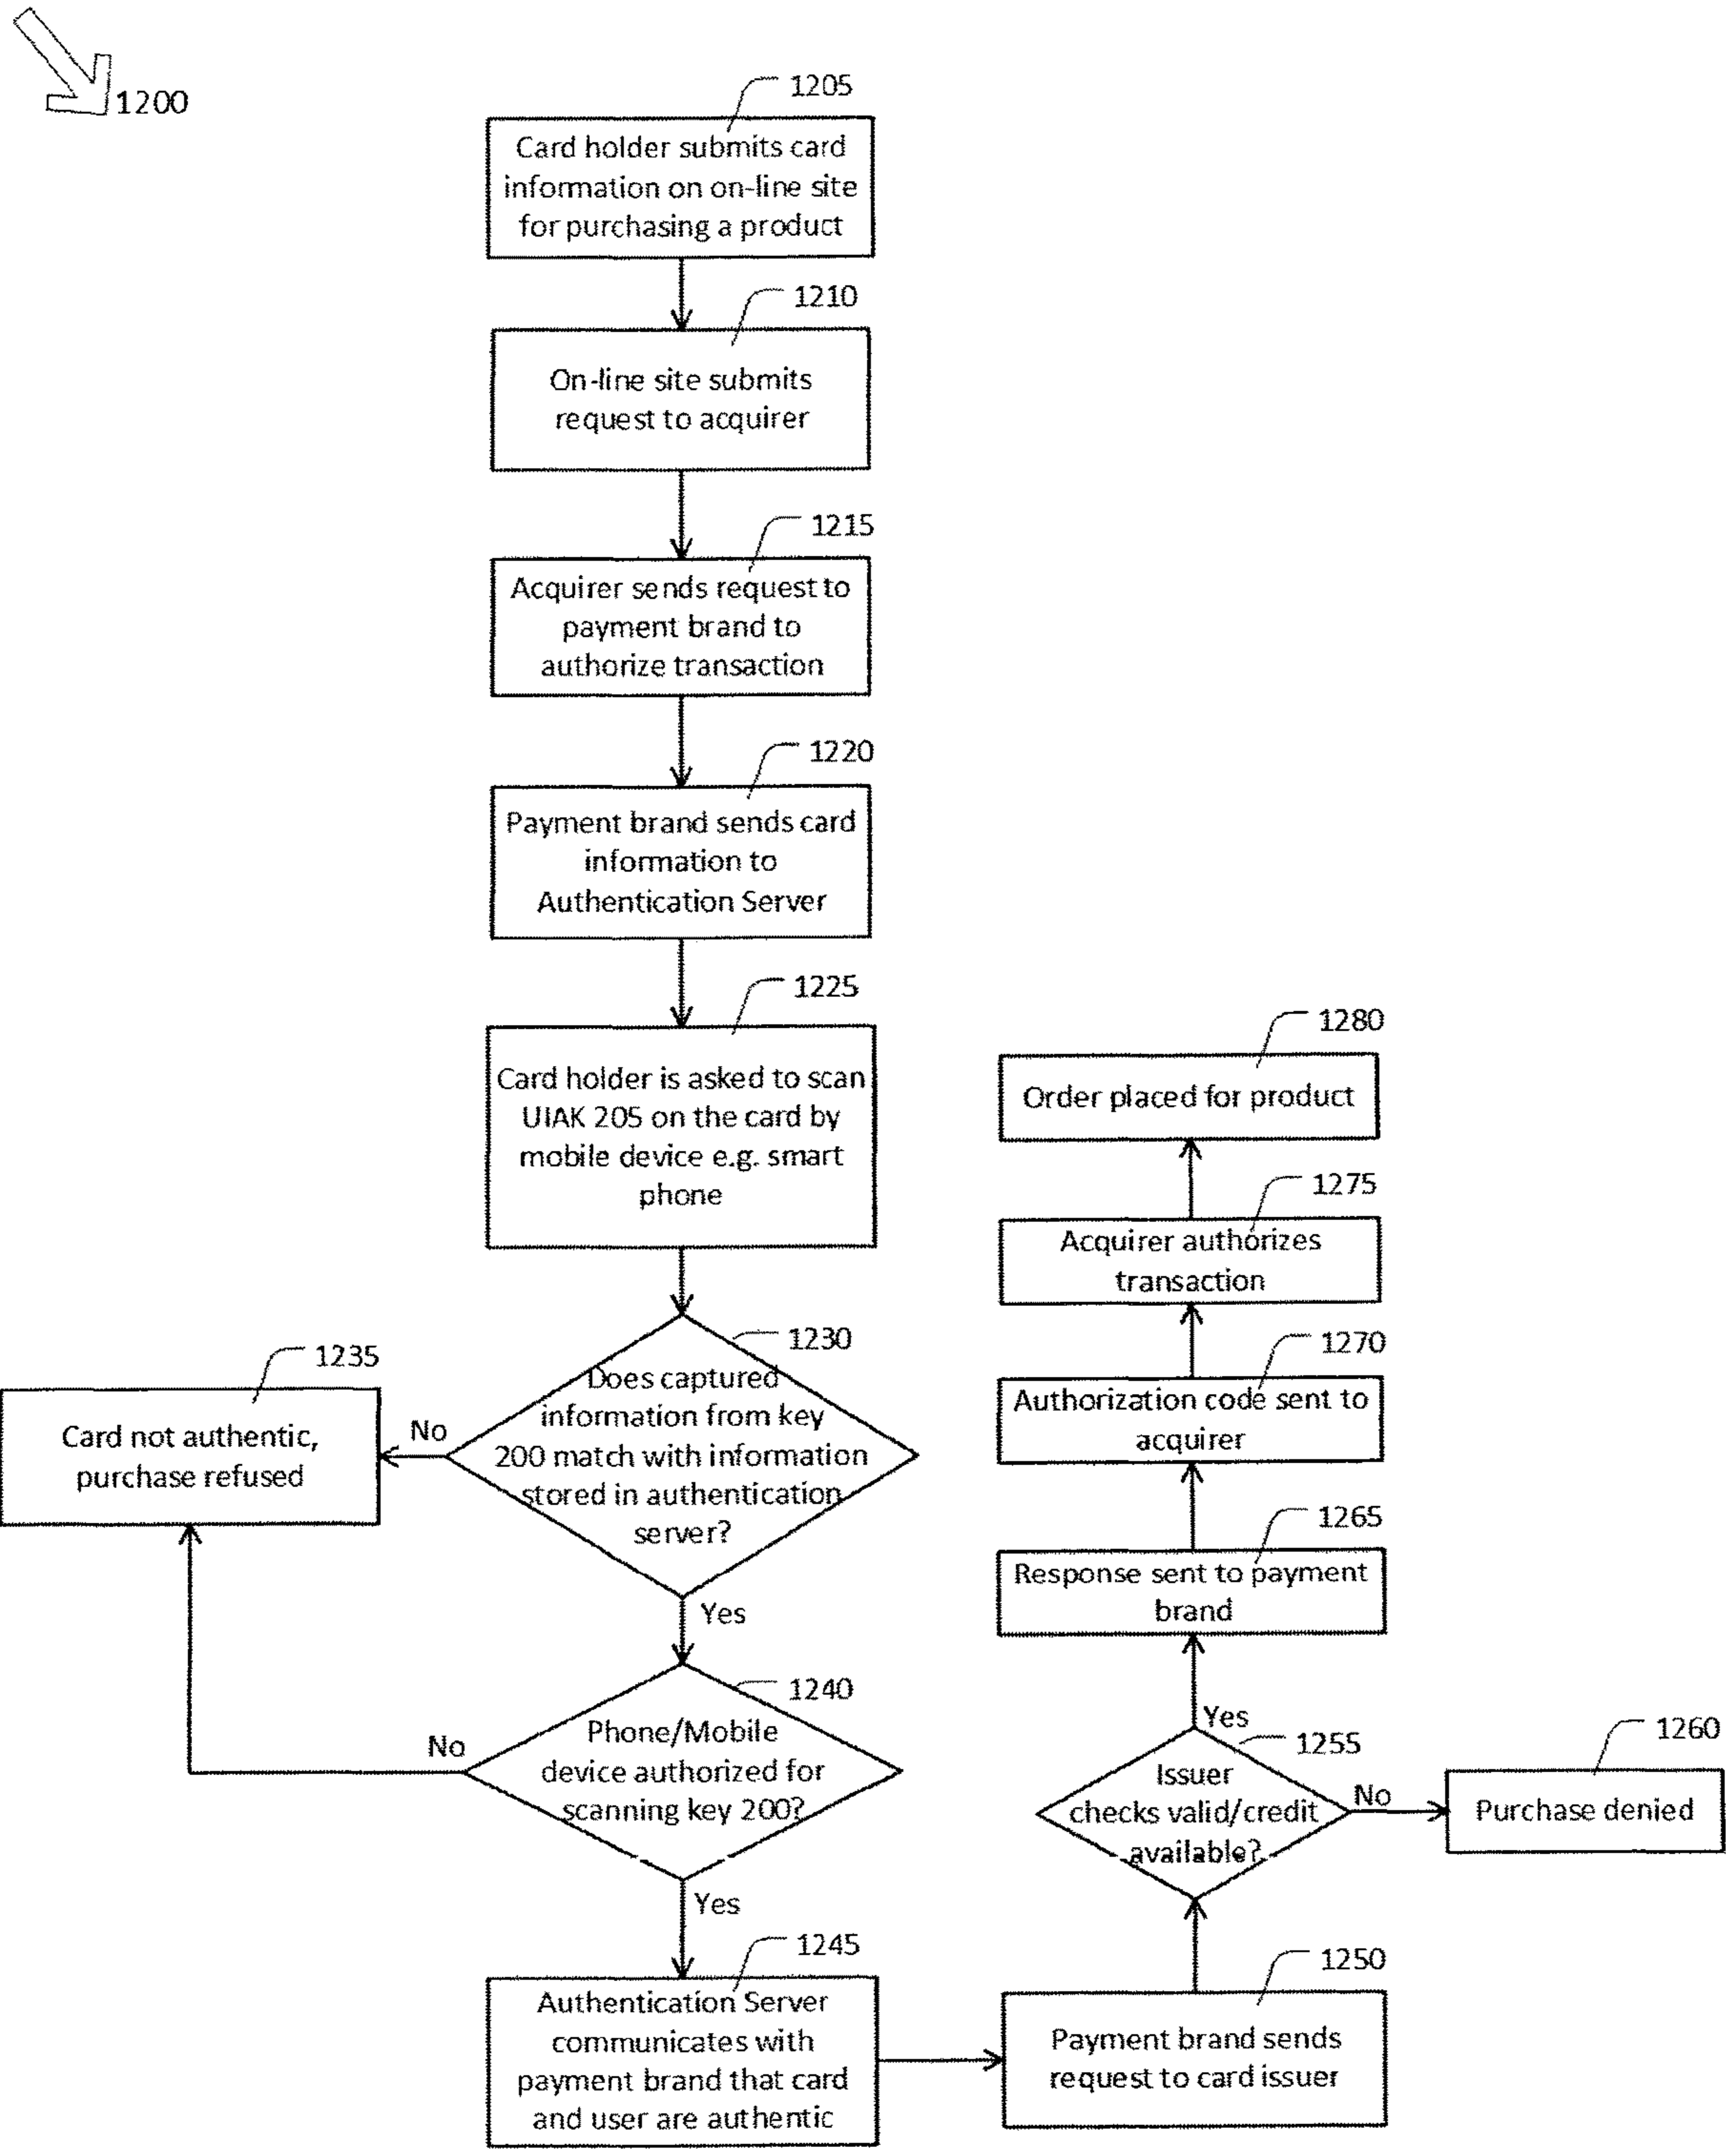 1200
1205
Card holder submits card
information on on-line site
for purchasing a product
1210
On-line site submits
request to acquirer
1215
Acquirer sends request to
payment brand to
authorize transaction
1220
Payment brand sends card
information to
Authentication Server
1225
Card holder is asked to scan
UIAK 205 on the card by
mobile device e.g. smart
phone
1230
Does captured
information from key
200 match with information
stored in authentication
server?
No
1235
Card not authentic,
purchase refused
Yes
1240
Phone/Mobile
device authorized for
scanning key 200?
No
Yes
1245
Authentication Server
communicates with
payment brand that card
and user are authentic
1250
Payment brand sends
request to card issuer
1255
Issuer
checks valid/credit
available?
No
1260
Purchase denied
Yes
1265
Response sent to payment
brand
1270
Authorization code sent to
acquirer
1275
Acquirer authorizes
transaction
1280
Order placed for product